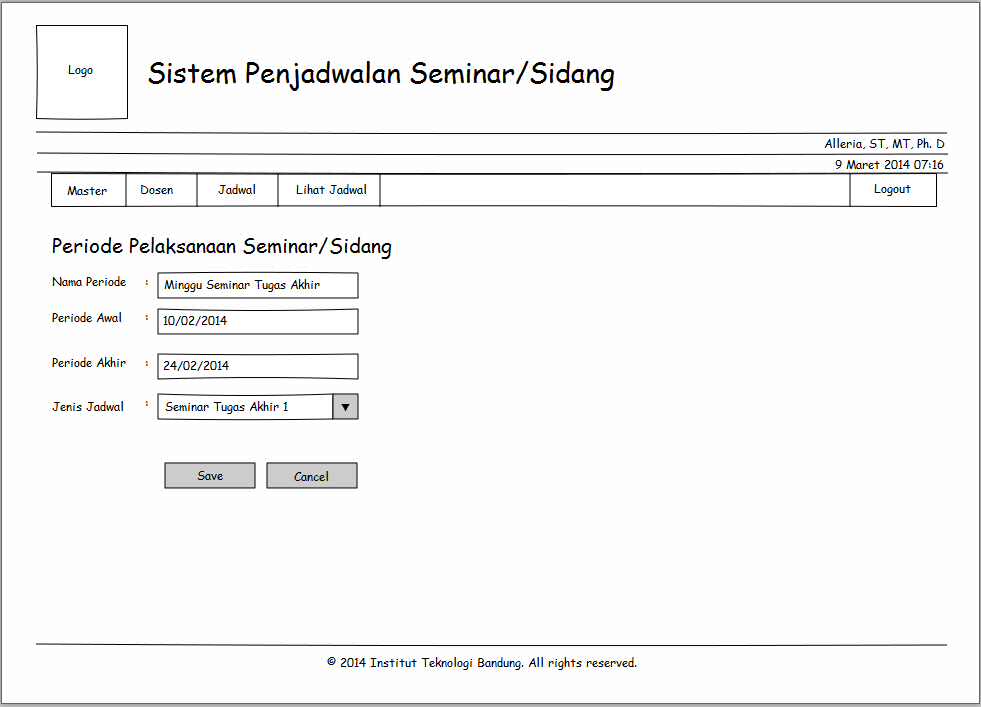 Logo
Sistem Penjadwalan Seminar/Sidang
Alleria, ST, MT, Ph. D
9 Maret 2014 07:16
Master Dosen Jadwal Lihat Jadwal Logout
Periode Pelaksanaan Seminar/Sidang
Nama Periode : Minggu Seminar Tugas Akhir
Periode Awal : 10/02/2014
Periode Akhir : 24/02/2014
Jenis Jadwal : Seminar Tugas Akhir 1 ▼
Save Cancel
© 2014 Institut Teknologi Bandung. All rights reserved.